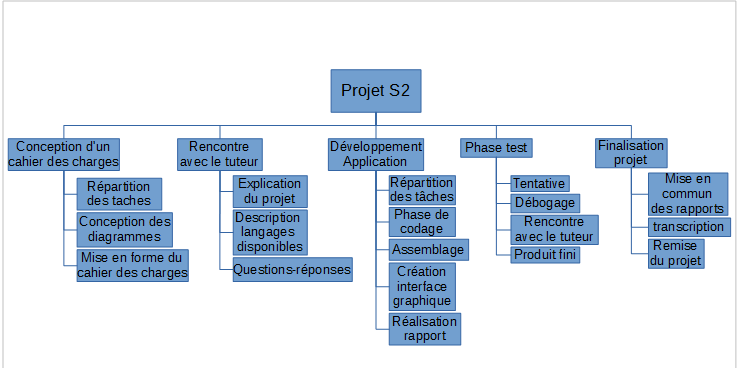 Projet S2
Conception d'un
cahier des charges
Répartition
des taches
Conception des
diagrammes
Mise en forme du
cahier des charges
Rencontre
avec le tuteur
Explication
du projet
Description
langages
disponibles
Questions-réponses
Développement
Application
Répartition
des tâches
Phase de
codage
Assemblage
Création
interface
graphique
Réalisation
rapport
Phase test
Tentative
Débogage
Rencontre
avec le tuteur
Produit fini
Finalisation
projet
Mise en
commun
des rapports
transcription
Remise
du projet